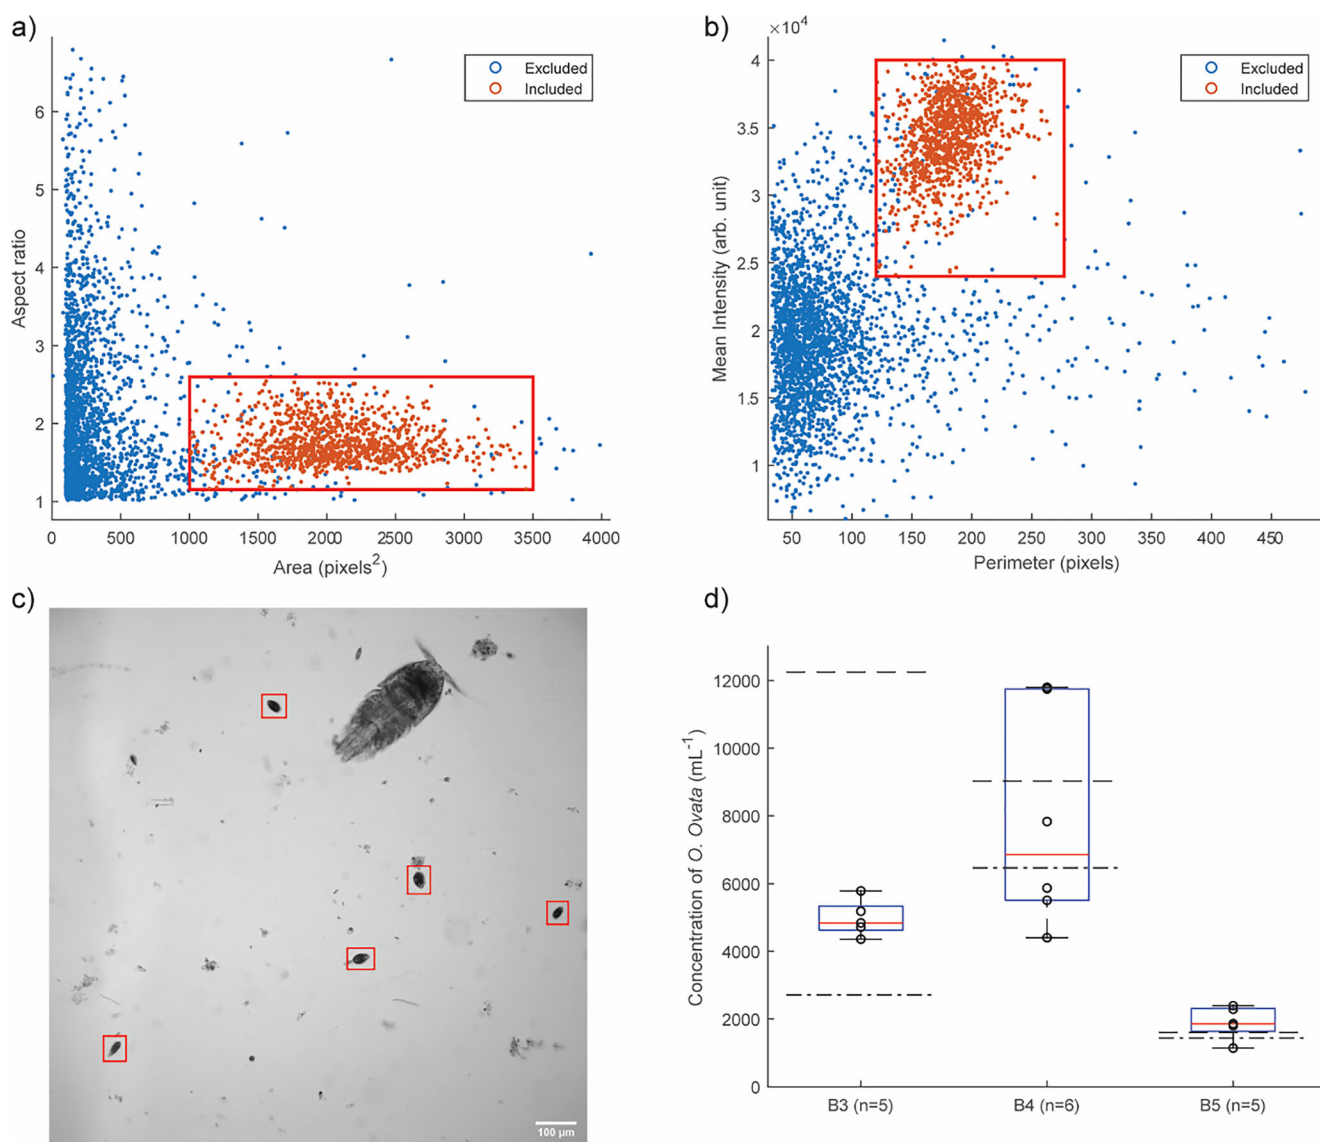 a)
Aspect ratio
6
5
4
3
2
1
0 500 1000 1500 2000 2500 3000 3500 4000
Area (pixels²)
Excluded
Included
b)
×10⁴
Mean Intensity (arb. unit)
4
3.5
3
2.5
2
1.5
1
50 100 150 200 250 300 350 400 450
Perimeter (pixels)
Excluded
Included
c)
100 µm
d)
Concentration of O. Ovata (mL⁻¹)
12000
10000
8000
6000
4000
2000
0
B3 (n=5) B4 (n=6) B5 (n=5)